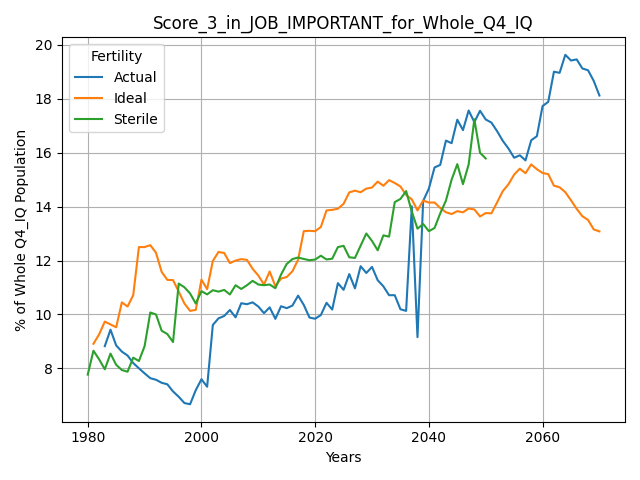 Score_3_in_JOB_IMPORTANT_for_Whole_Q4_IQ
Fertility
Actual
Ideal
Sterile
% of Whole Q4_IQ Population
20
18
16
14
12
10
8
1980 2000 2020 2040 2060
Years